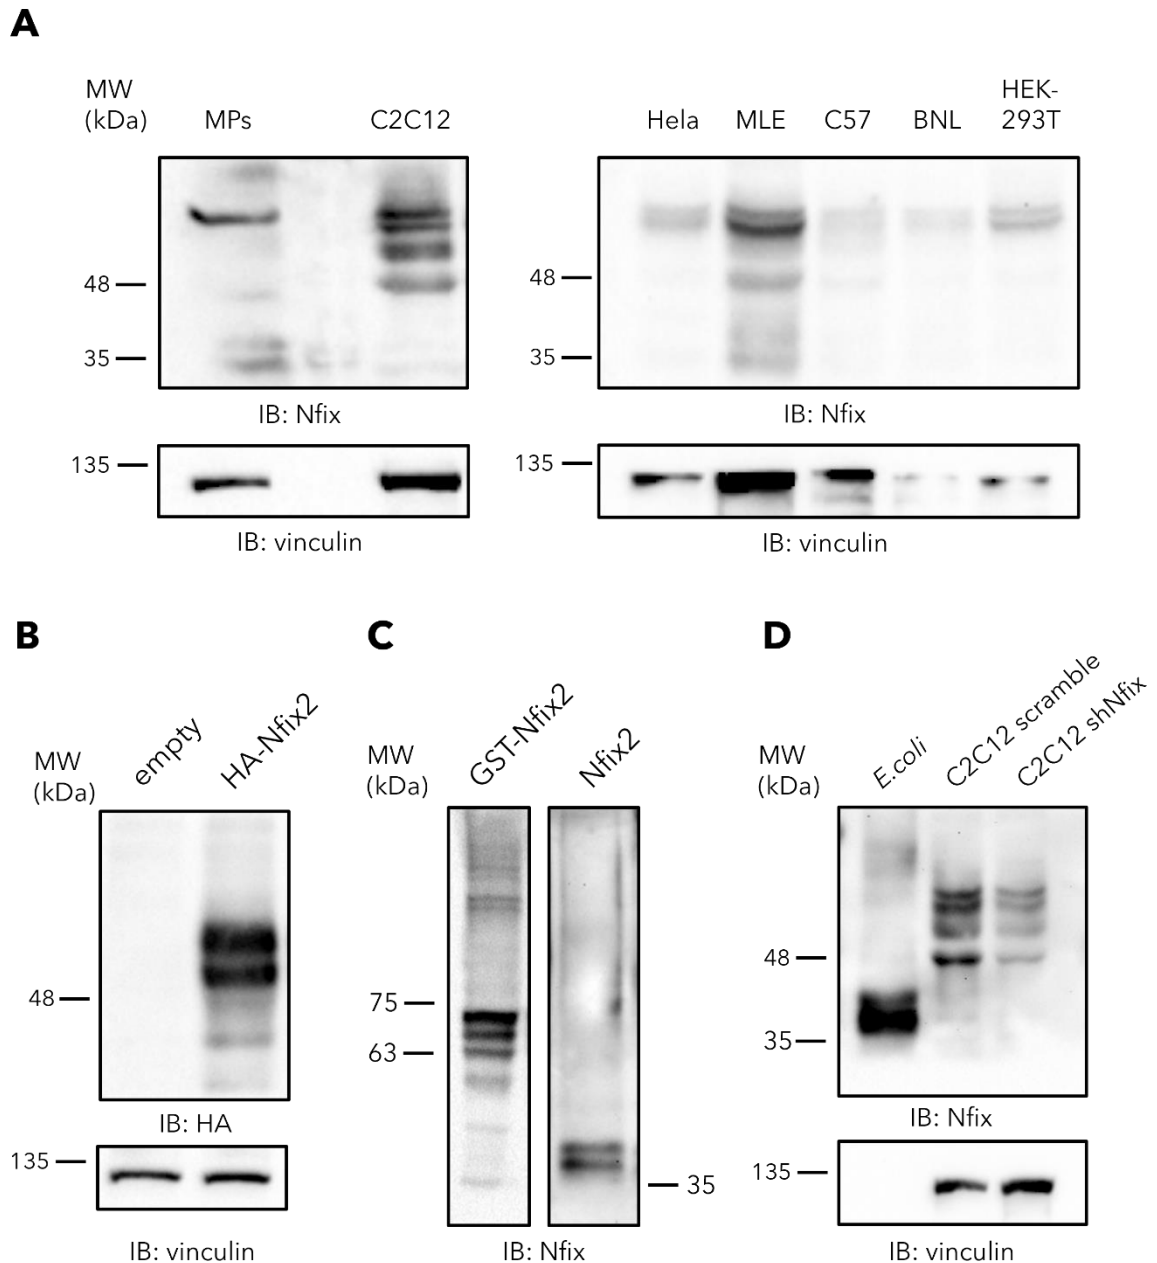 A
MW
(kDa)
MPs
C2C12
48
35
IB: Nfix
135
IB: vinculin
Hela
MLE
C57
BNL
HEK-
293T
48
35
IB: Nfix
135
IB: vinculin
B
MW
(kDa)
empty
HA-Nfix2
48
IB: HA
135
IB: vinculin
C
MW
(kDa)
GST-Nfix2
Nfix2
75
63
35
IB: Nfix
D
MW
(kDa)
E.coli
C2C12 scramble
C2C12 shNfix
48
35
IB: Nfix
135
IB: vinculin